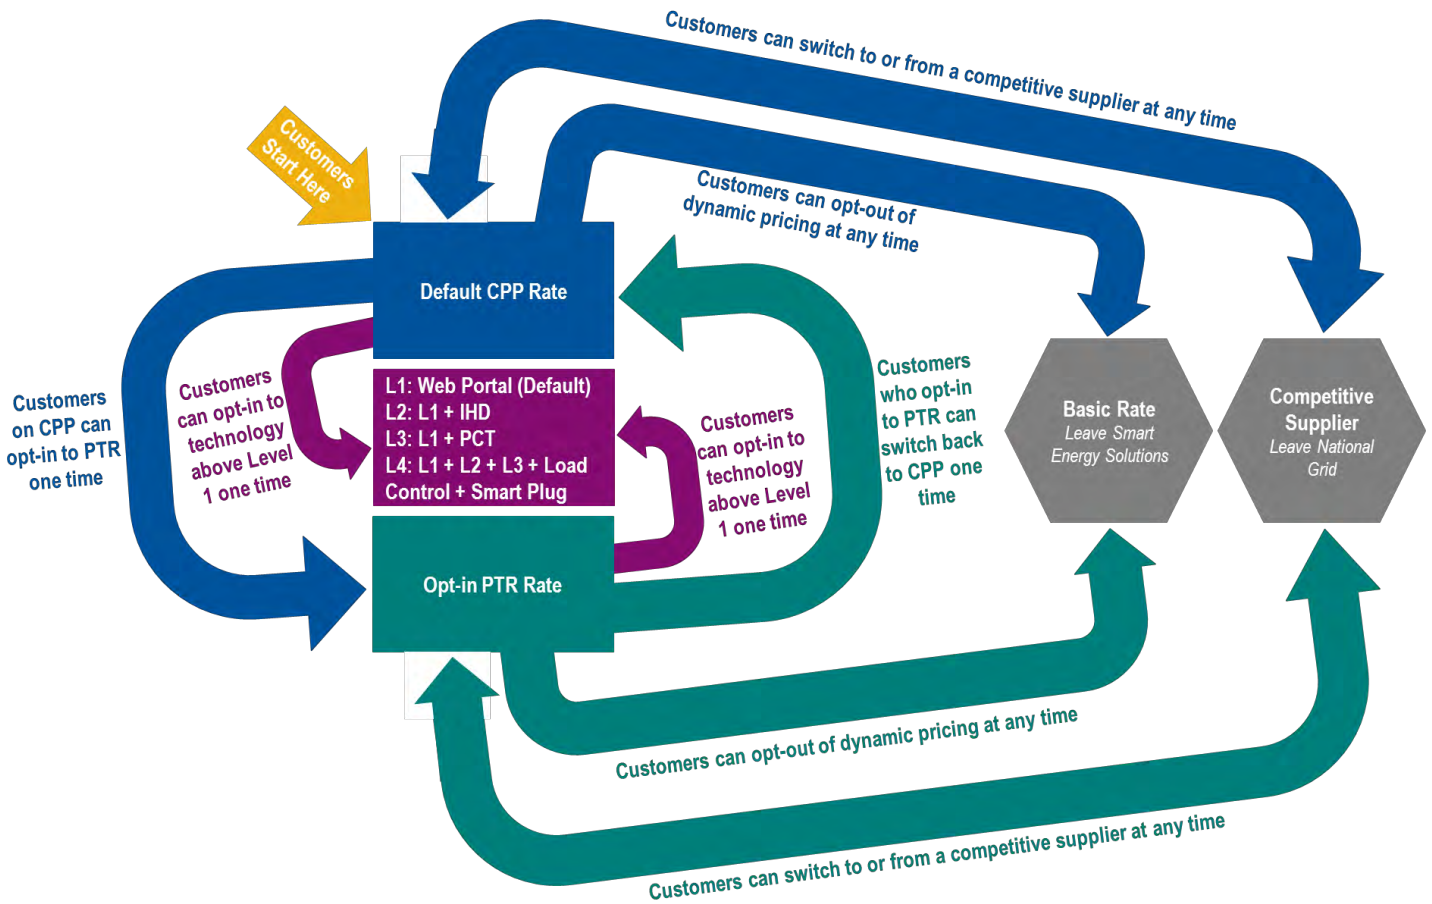 Customers can switch to or from a competitive supplier at any time
Customers
Start Here
Customers can opt-out of
dynamic pricing at any time
Default CPP Rate
Customers
on CPP can
opt-in to PTR
one time
Customers
can opt-in to
technology
above Level
1 one time
L1: Web Portal (Default)
L2: L1 + IHD
L3: L1 + PCT
L4: L1 + L2 + L3 + Load
Control + Smart Plug
Customers
can opt-in to
technology
above Level
1 one time
Customers
who opt-in
to PTR can
switch back
to CPP one
time
Basic Rate
Leave Smart
Energy Solutions
Competitive
Supplier
Leave National
Grid
Opt-in PTR Rate
Customers can opt-out of dynamic pricing at any time
Customers can switch to or from a competitive supplier at any time